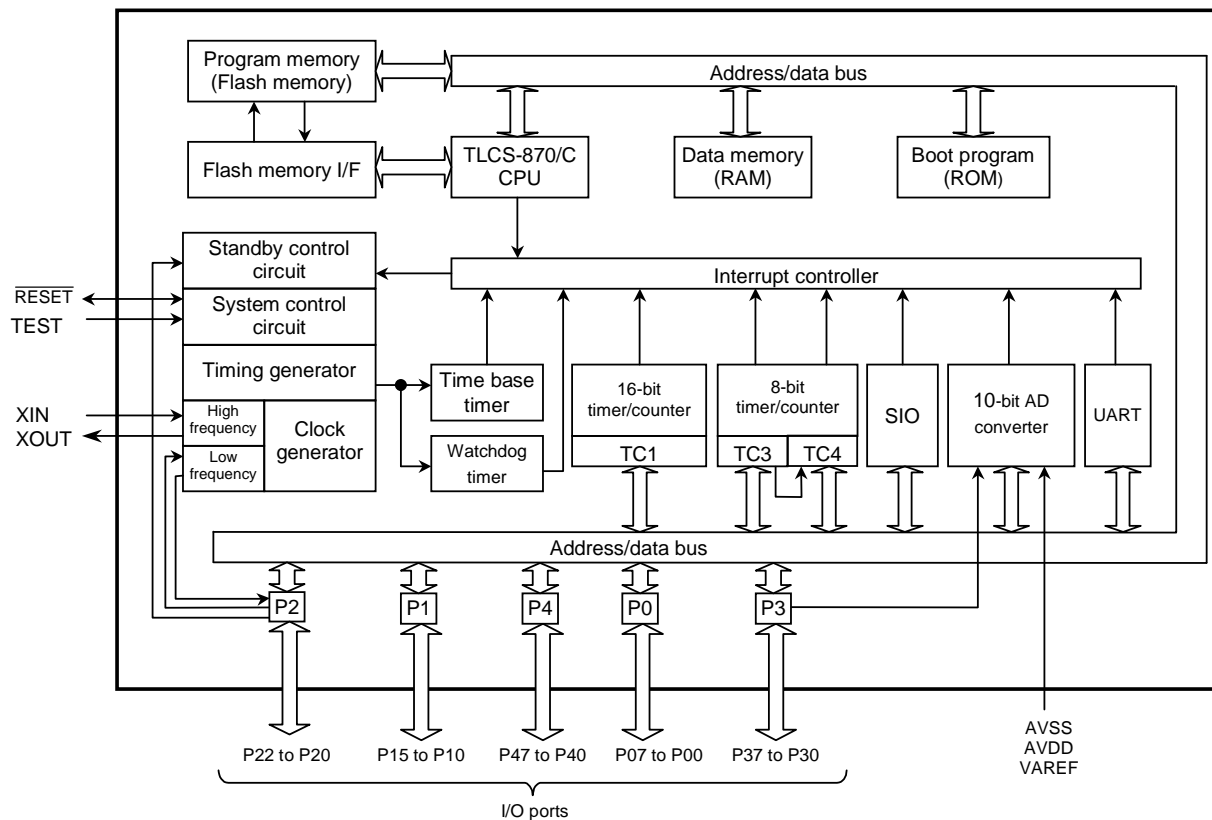 Program memory
(Flash memory)
Address/data bus
Flash memory I/F
TLCS-870/C
CPU
Data memory
(RAM)
Boot program
(ROM)
Standby control
circuit
Interrupt controller
RESET
TEST
System control
circuit
Timing generator
Time base
timer
16-bit
timer/counter
TC1
8-bit
timer/counter
TC3
TC4
SIO
10-bit AD
converter
UART
XIN
XOUT
High
frequency
Low
frequency
Clock
generator
Watchdog
timer
Address/data bus
P2
P1
P4
P0
P3
P22 to P20
P15 to P10
P47 to P40
P07 to P00
P37 to P30
AVSS
AVDD
VAREF
I/O ports